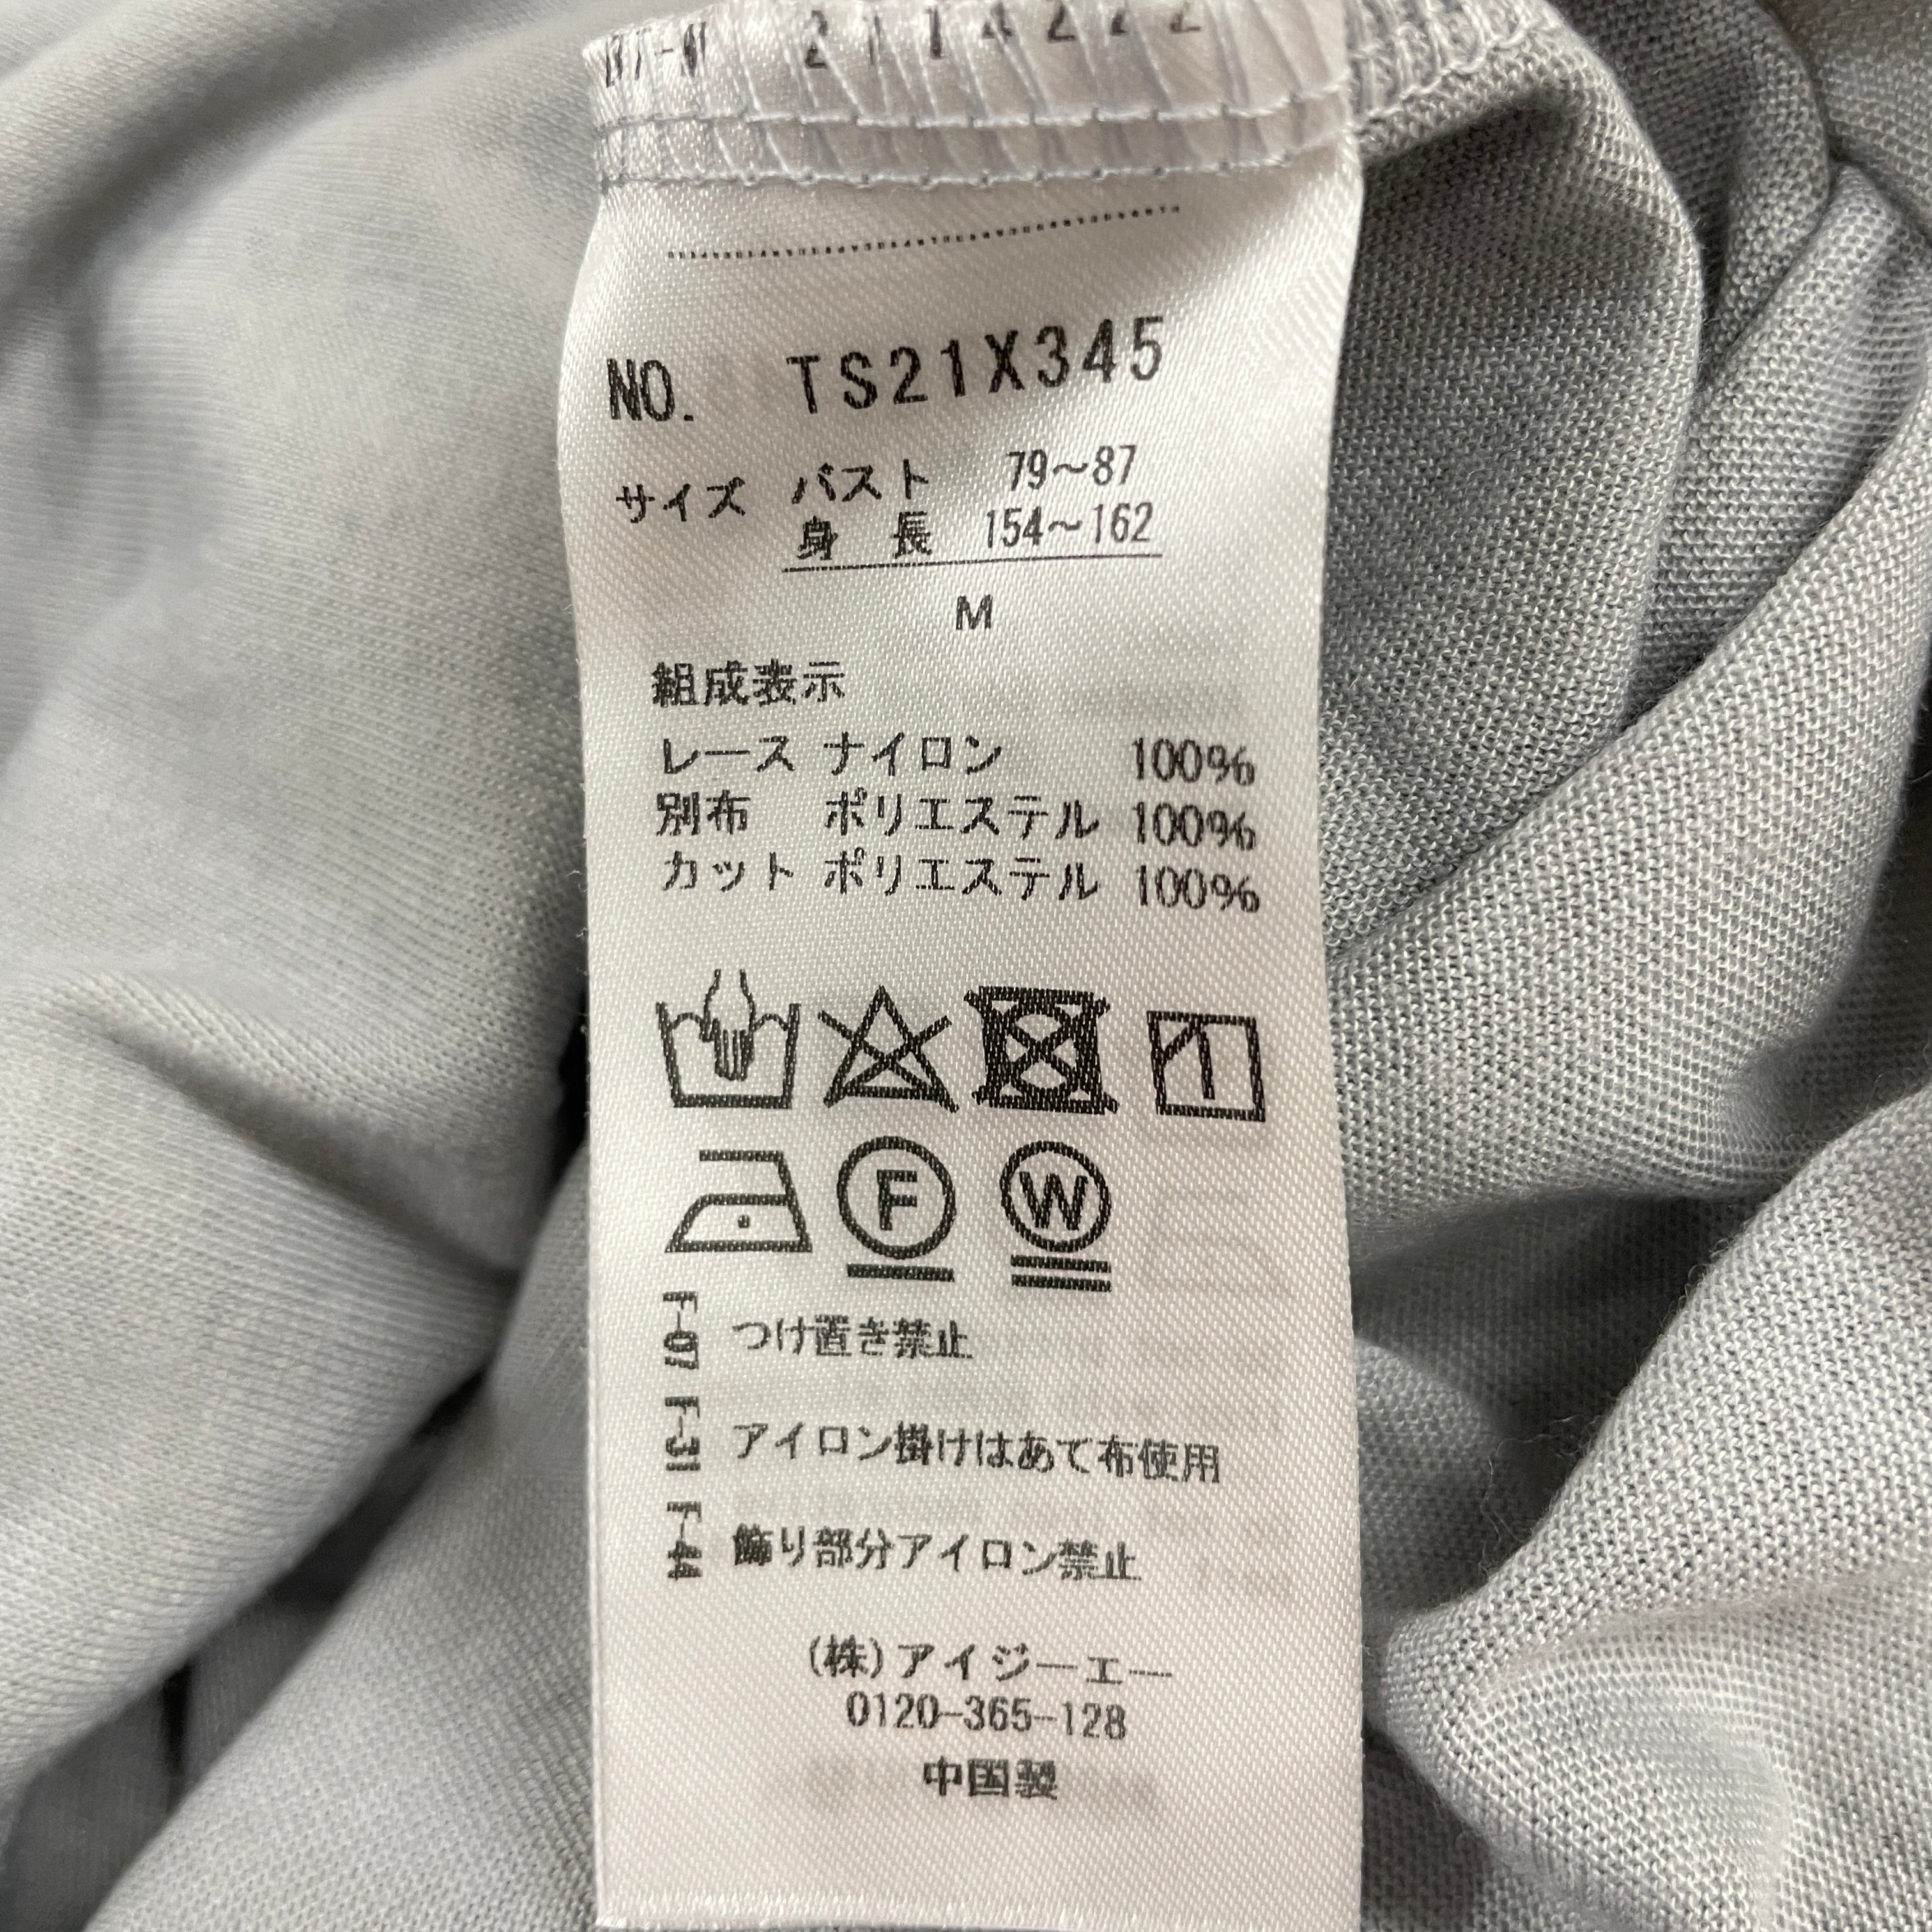 NO. TS21X345
サイズ バスト 79～87
身長 154～162
M
組成表示
レース ナイロン 100%
別布 ポリエステル 100%
カット ポリエステル 100%
F
W
F-07 つけ置き禁止
F-31 アイロン掛けはあて布使用
F-44 飾り部分アイロン禁止
(株)アイジーエー
0120-365-128
中国製